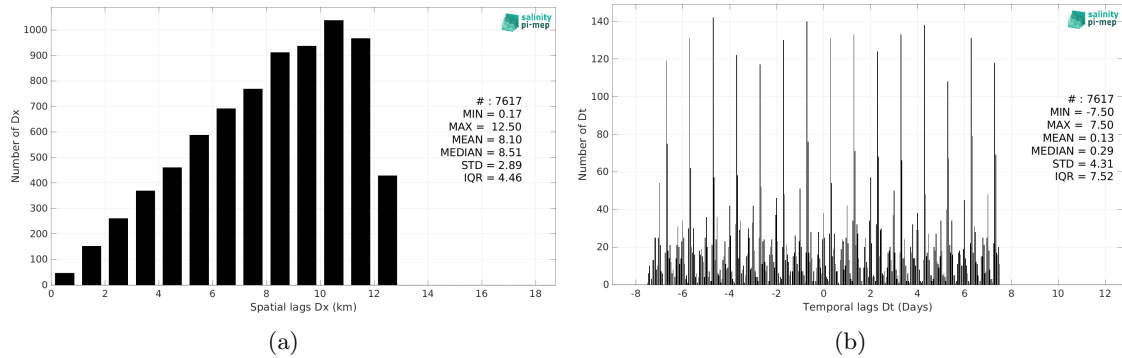 salinity
pi-mep
1000
900
800
700
600
500
400
300
200
100
0
Number of Dx
# : 7617
MIN = 0.17
MAX = 12.50
MEAN = 8.10
MEDIAN = 8.51
STD = 2.89
IQR = 4.46
0 2 4 6 8 10 12 14 16 18
Spatial lags Dx (km)
(a)
salinity
pi-mep
140
120
100
80
60
40
20
0
Number of Dt
# : 7617
MIN = -7.50
MAX = 7.50
MEAN = 0.13
MEDIAN = 0.29
STD = 4.31
IQR = 7.52
-8 -6 -4 -2 0 2 4 6 8 10 12
Temporal lags Dt (Days)
(b)